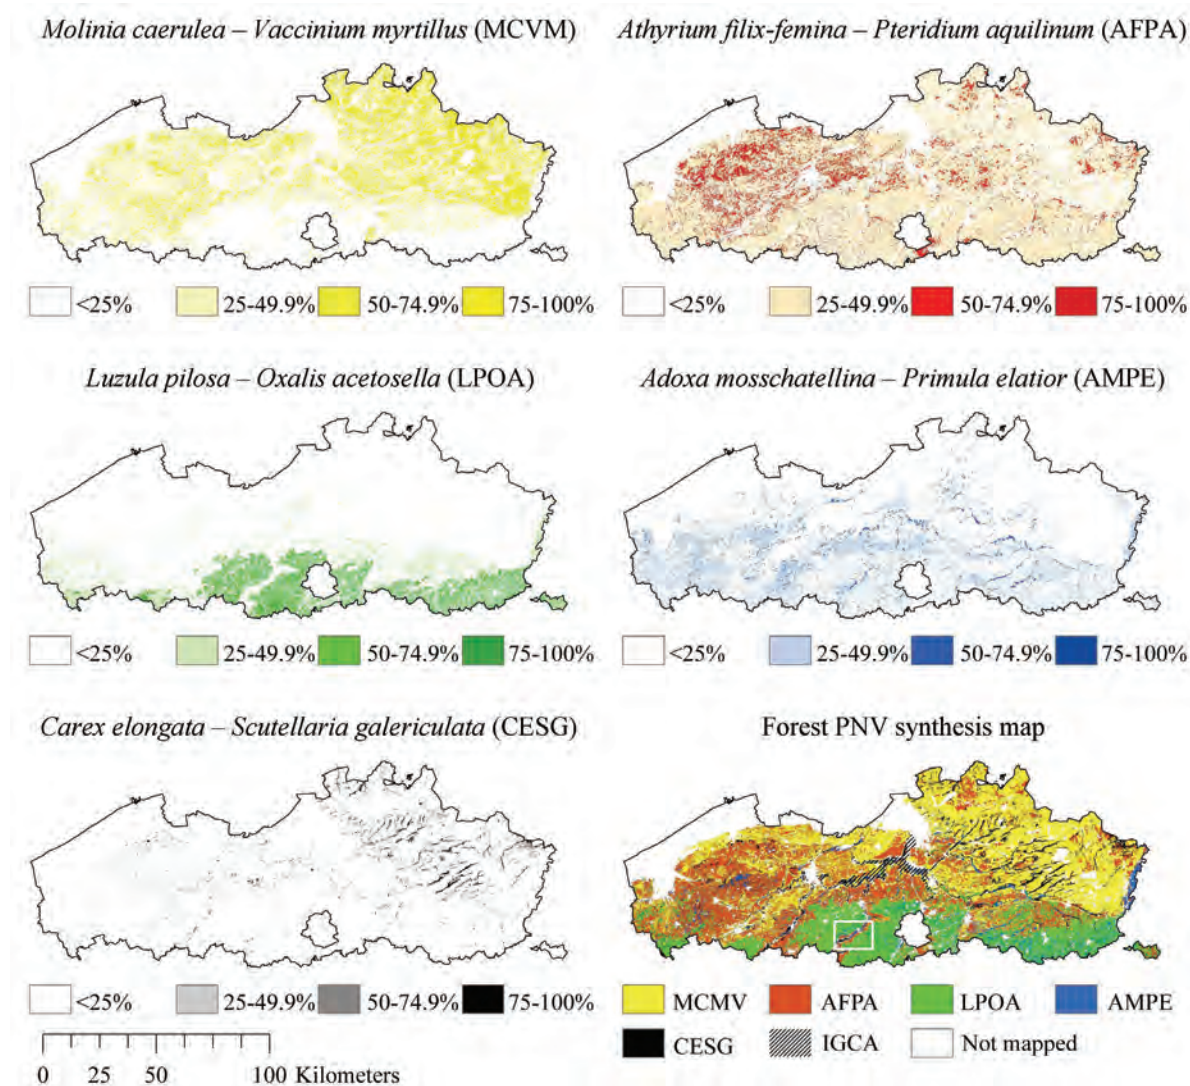 Molinia caerulea – Vaccinium myrtillus (MCVM)
Athyrium filix-femina – Pteridium aquilinum (AFPA)
<25% 25-49.9% 50-74.9% 75-100%
<25% 25-49.9% 50-74.9% 75-100%
Luzula pilosa – Oxalis acetosella (LPOA)
Adoxa mosschatellina – Primula elatior (AMPE)
<25% 25-49.9% 50-74.9% 75-100%
<25% 25-49.9% 50-74.9% 75-100%
Carex elongata – Scutellaria galericulata (CESG)
Forest PNV synthesis map
<25% 25-49.9% 50-74.9% 75-100%
0 25 50 100 Kilometers
MCMV AFPA LPOA AMPE
CESG IGCA Not mapped